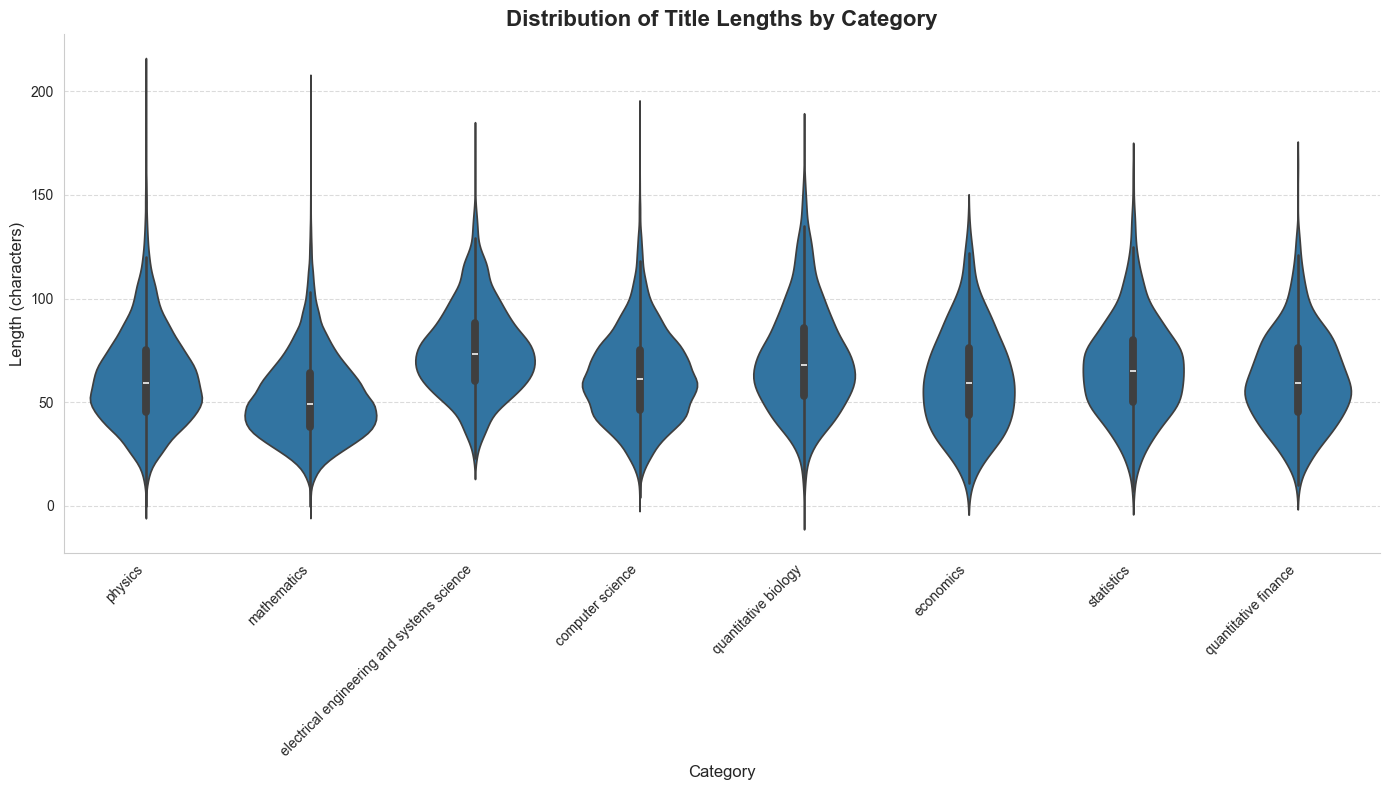 Distribution of Title Lengths by Category
Length (characters)
200
150
100
50
0
physics
mathematics
electrical engineering and systems science
computer science
quantitative biology
economics
statistics
quantitative finance
Category